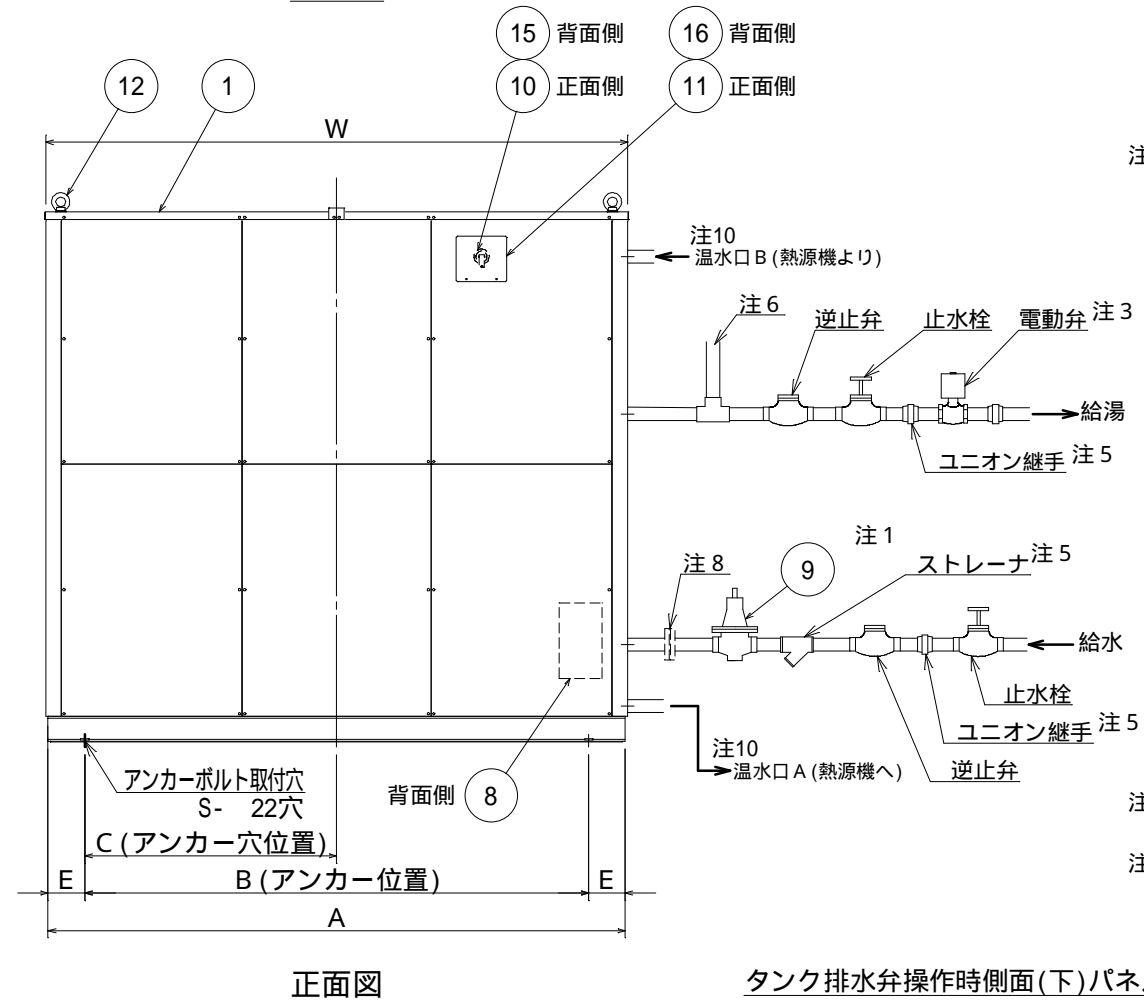 15 背面側
16 背面側
12
1
10 正面側
11 正面側
W
注
注10
温水口B (熱源機より)
注6
逆止弁
止水栓
電動弁 注3
給湯
ユニオン継手 注5
注1
注8
9
ストレーナ 注5
給水
止水栓
ユニオン継手 注5
逆止弁
注10
温水口A (熱源機へ)
アンカーボルト取付穴
S- 22穴
背面側 8
注
C (アンカー穴位置)
注
E
B (アンカー位置)
E
A
正面図
タンク排水弁操作時側面(下)パネ